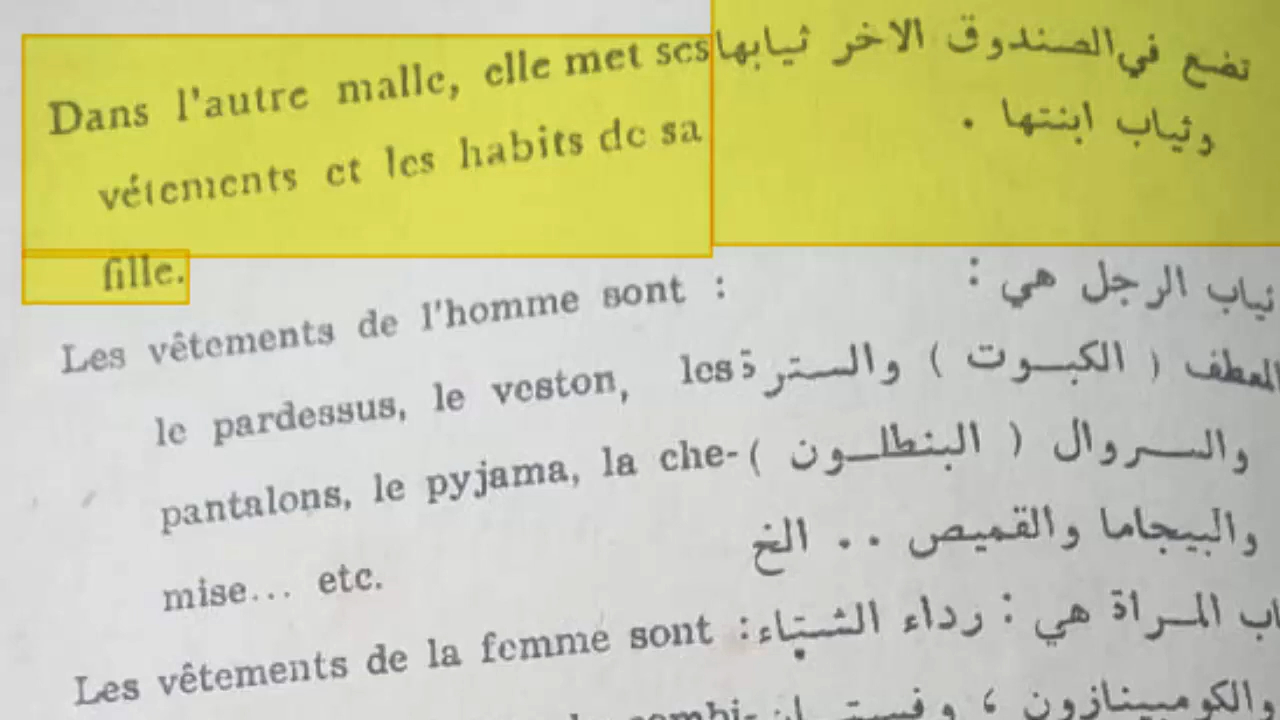 Dans l'autre malle, elle met ses
vêtements et les habits de sa
fille.
تضع في الصندوق الاخر ثيابها
وثياب ابنتها .
Les vêtements de l'homme sont :
le pardessus, le veston, les
pantalons, le pyjama, la che-
mise... etc.
ثياب الرجل هي :
المعطف ( الكبوت ) والسترة
والسروال ( البنطلون )
والبيجاما والقميص .. الخ
Les vêtements de la femme sont :
المراة هي : رداء الشتاء
combi-
والكومبينازون ، وفستان